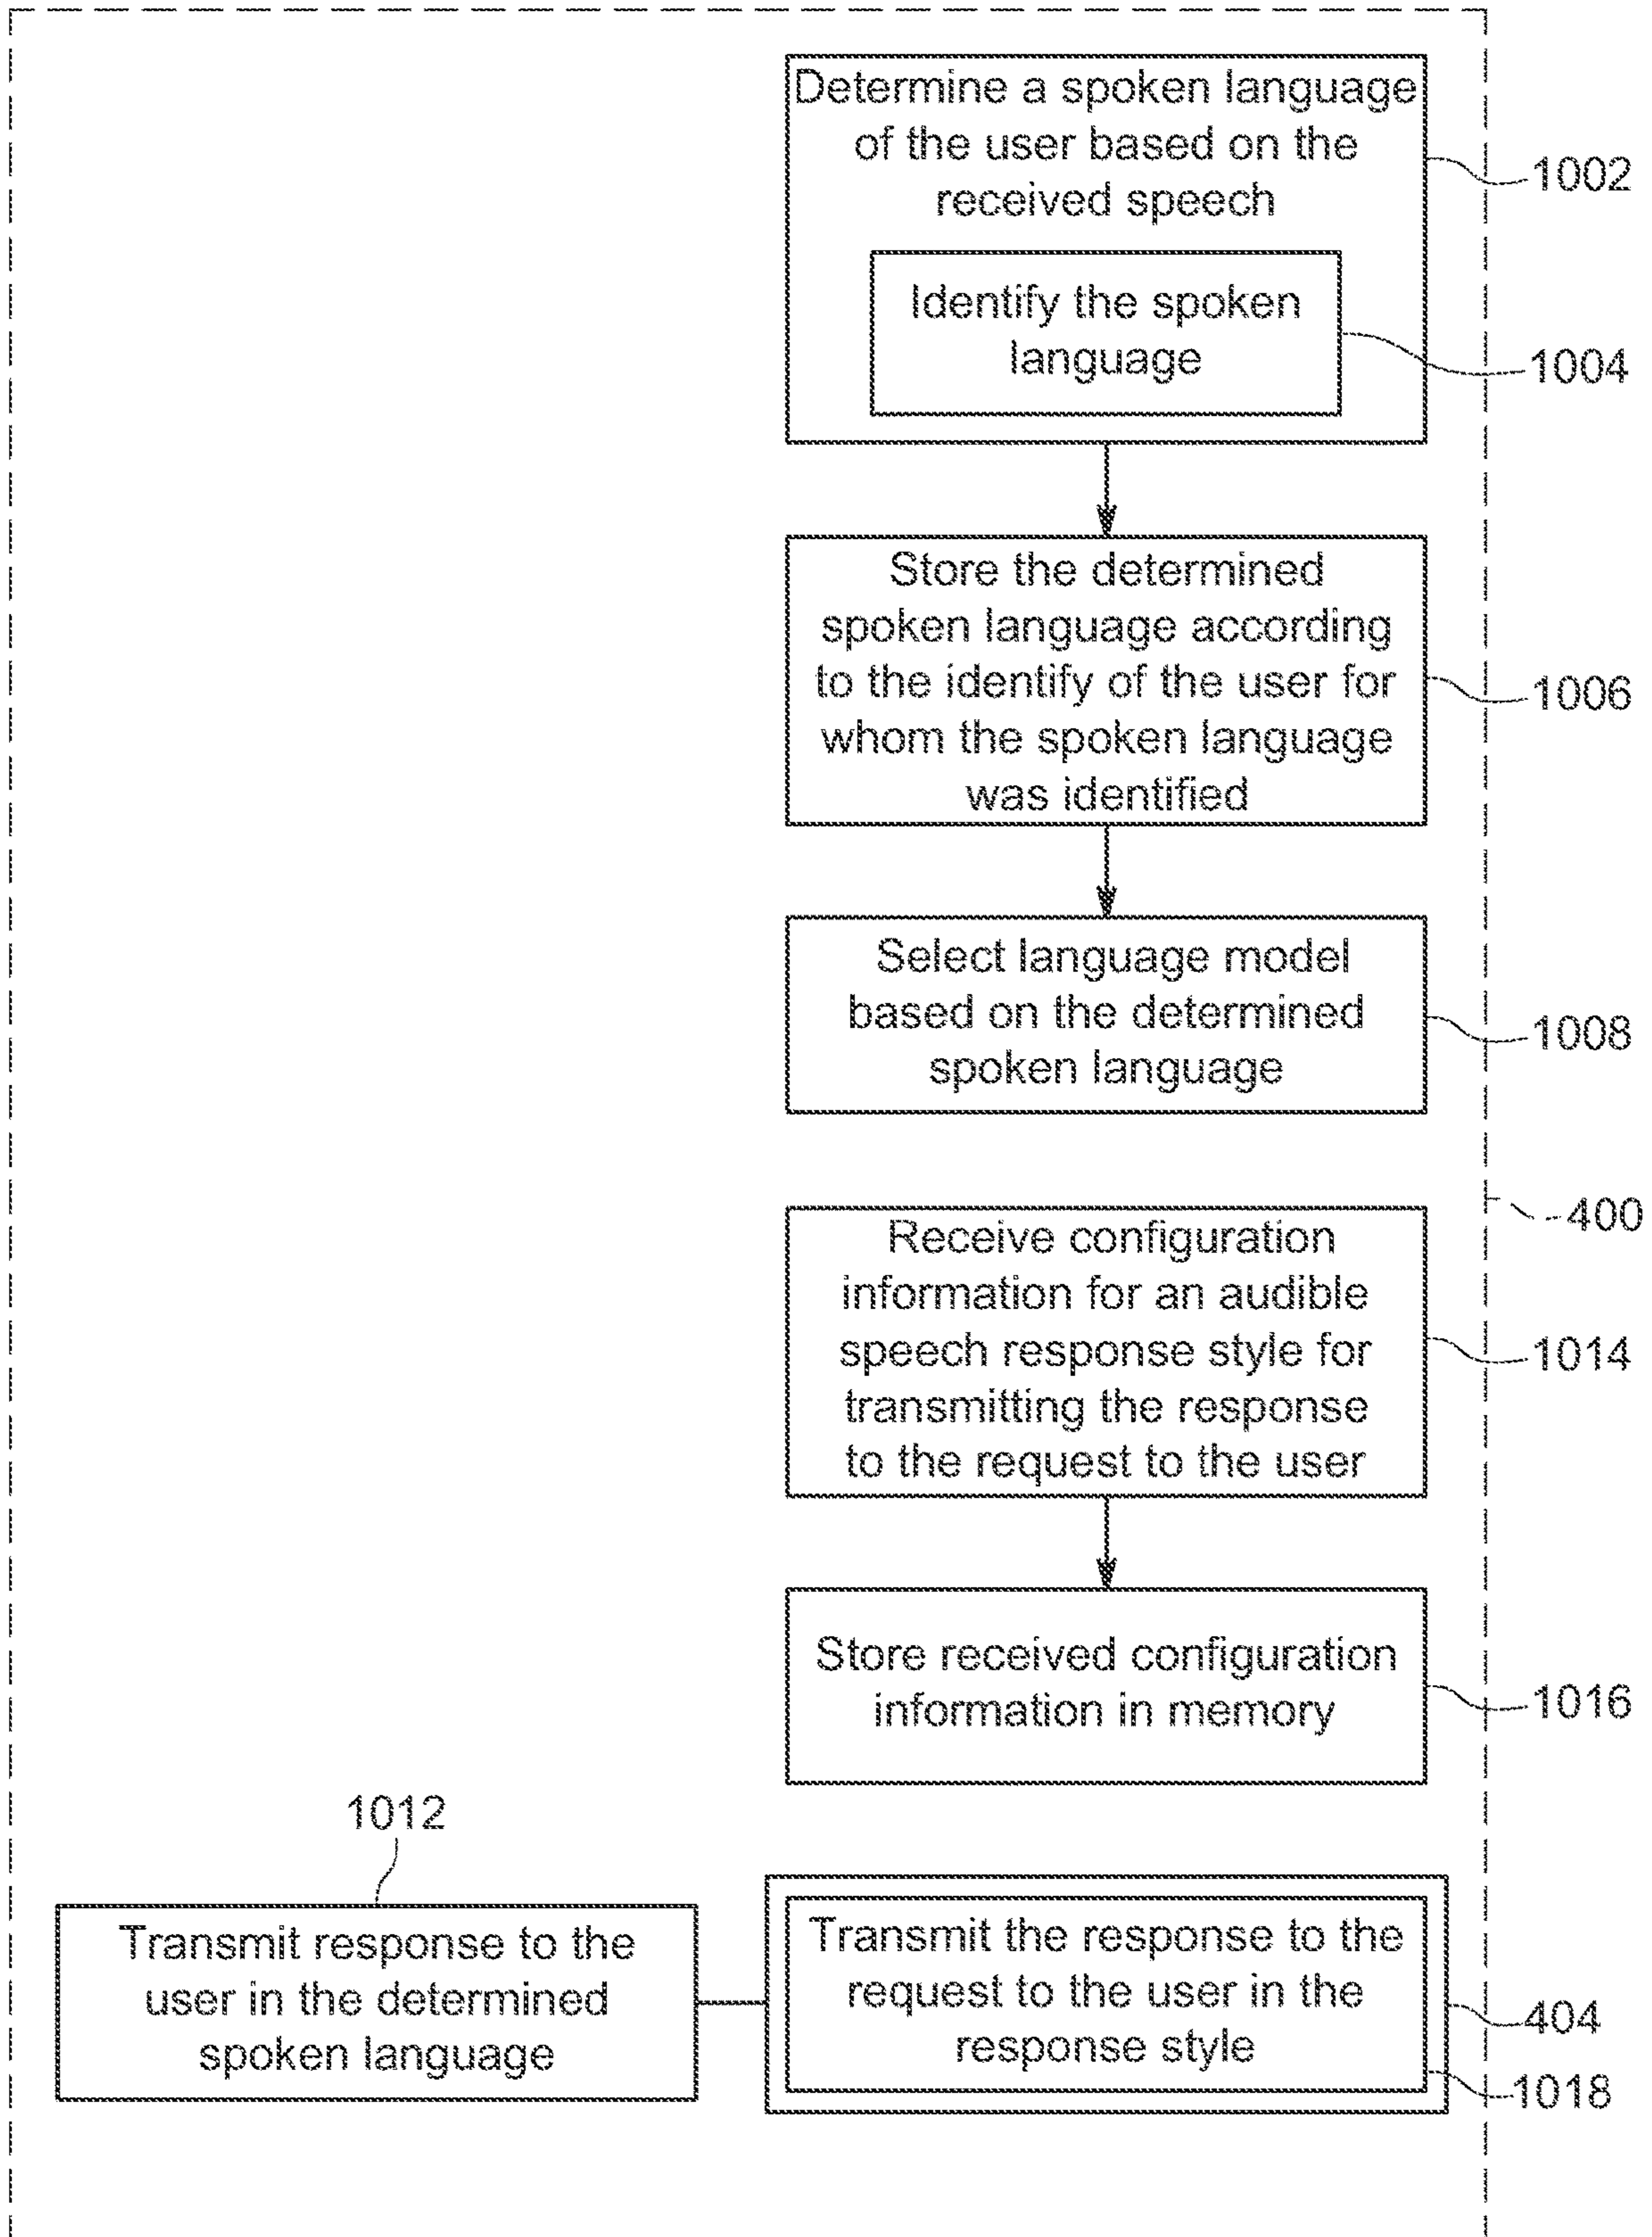 Determine a spoken language
of the user based on the
received speech
1002
Identify the spoken
language
1004
Store the determined
spoken language according
to the identify of the user for
whom the spoken language
was identified
1006
Select language model
based on the determined
spoken language
1008
400
Receive configuration
information for an audible
speech response style for
transmitting the response
to the request to the user
1014
Store received configuration
information in memory
1016
1012
Transmit response to the
user in the determined
spoken language
Transmit the response to the
request to the user in the
response style
404
1018